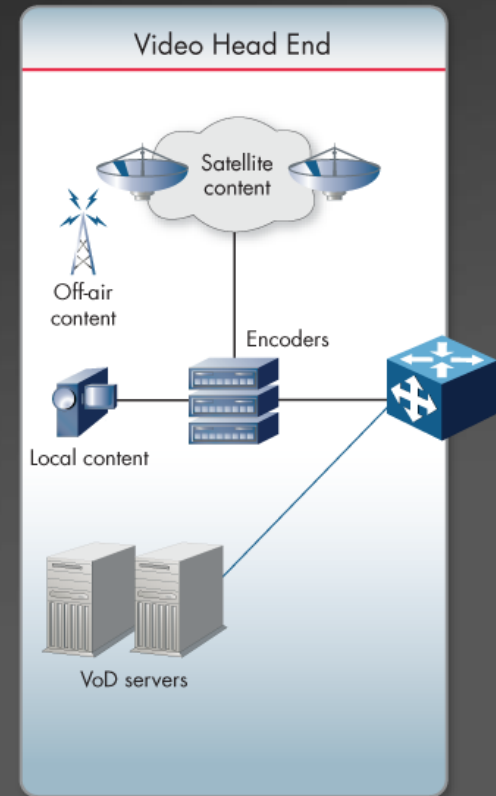 Video Head End
Satellite
content
Off-air
content
Encoders
Local content
VoD servers